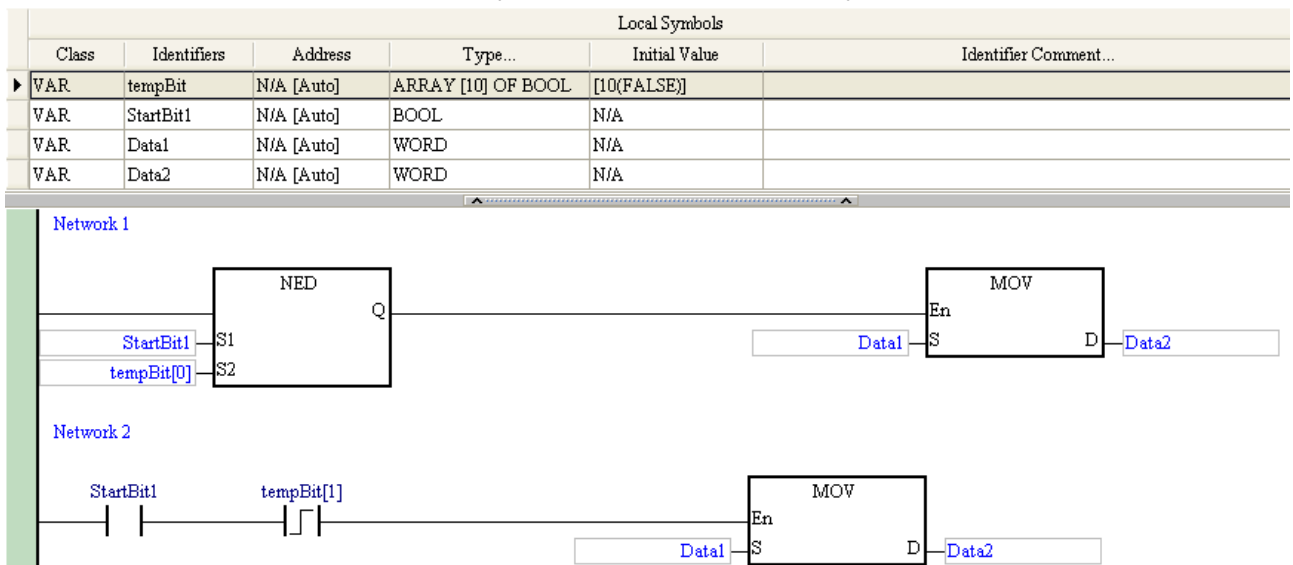 Local Symbols
Class Identifiers Address Type... Initial Value Identifier Comment...
VAR tempBit N/A [Auto] ARRAY [10] OF BOOL [10(FALSE)]
VAR StartBit1 N/A [Auto] BOOL N/A
VAR Data1 N/A [Auto] WORD N/A
VAR Data2 N/A [Auto] WORD N/A
Network 1
NED MOV
Q En
StartBit1 S1 Data1 S D Data2
tempBit[0] S2
Network 2
StartBit1 tempBit[1] MOV
En
Data1 S D Data2